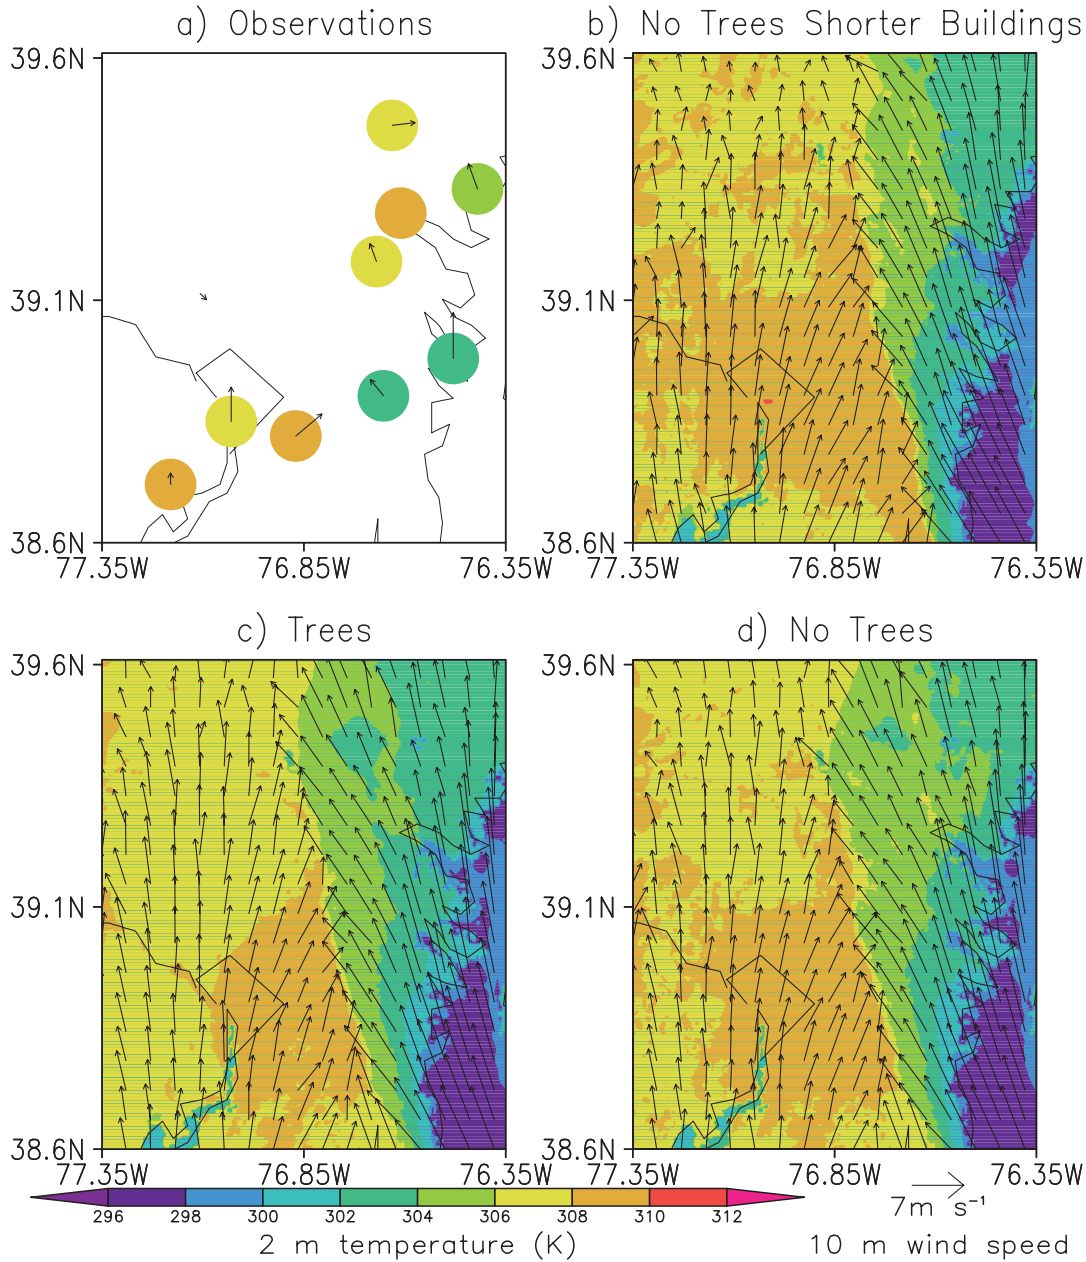 a) Observations
b) No Trees Shorter Buildings
39.6N
39.6N
39.1N
39.1N
38.6N
38.6N
77.35W
76.85W
76.35W
77.35W
76.85W
76.35W
c) Trees
d) No Trees
39.6N
39.6N
39.1N
39.1N
38.6N
38.6N
77.35W
76.85W
76.35W
77.35W
76.85W
76.35W
296 298 300 302 304 306 308 310 312
7m s⁻¹
2 m temperature (K)
10 m wind speed